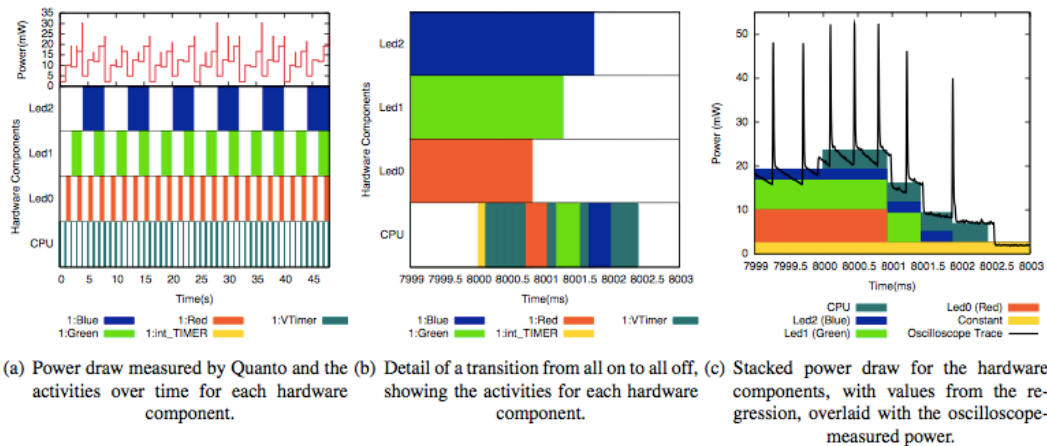 35
30
25
20
15
10
5
0
Power(mW)
Led2
Led1
Led0
CPU
Hardware Components
0 10 20 30 40
Time(s)
1:Blue 1:Red 1:VTimer
1:Green 1:int_TIMER
(a) Power draw measured by Quanto and the
activities over time for each hardware
component.
Led2
Led1
Led0
CPU
Hardware Components
7999 7999.5 8000 8000.5 8001 8001.5 8002 8002.5 8003
Time(ms)
1:Blue 1:Red 1:VTimer
1:Green 1:int_TIMER
(b) Detail of a transition from all on to all off,
showing the activities for each hardware
component.
50
40
30
20
10
0
Power (mW)
7999 7999.5 8000 8000.5 8001 8001.5 8002 8002.5 8003
Time(ms)
CPU Led0 (Red)
Led2 (Blue) Constant
Led1 (Green) Oscilloscope Trace
(c) Stacked power draw for the hardware
components, with values from the re-
gression, overlaid with the oscilloscope-
measured power.